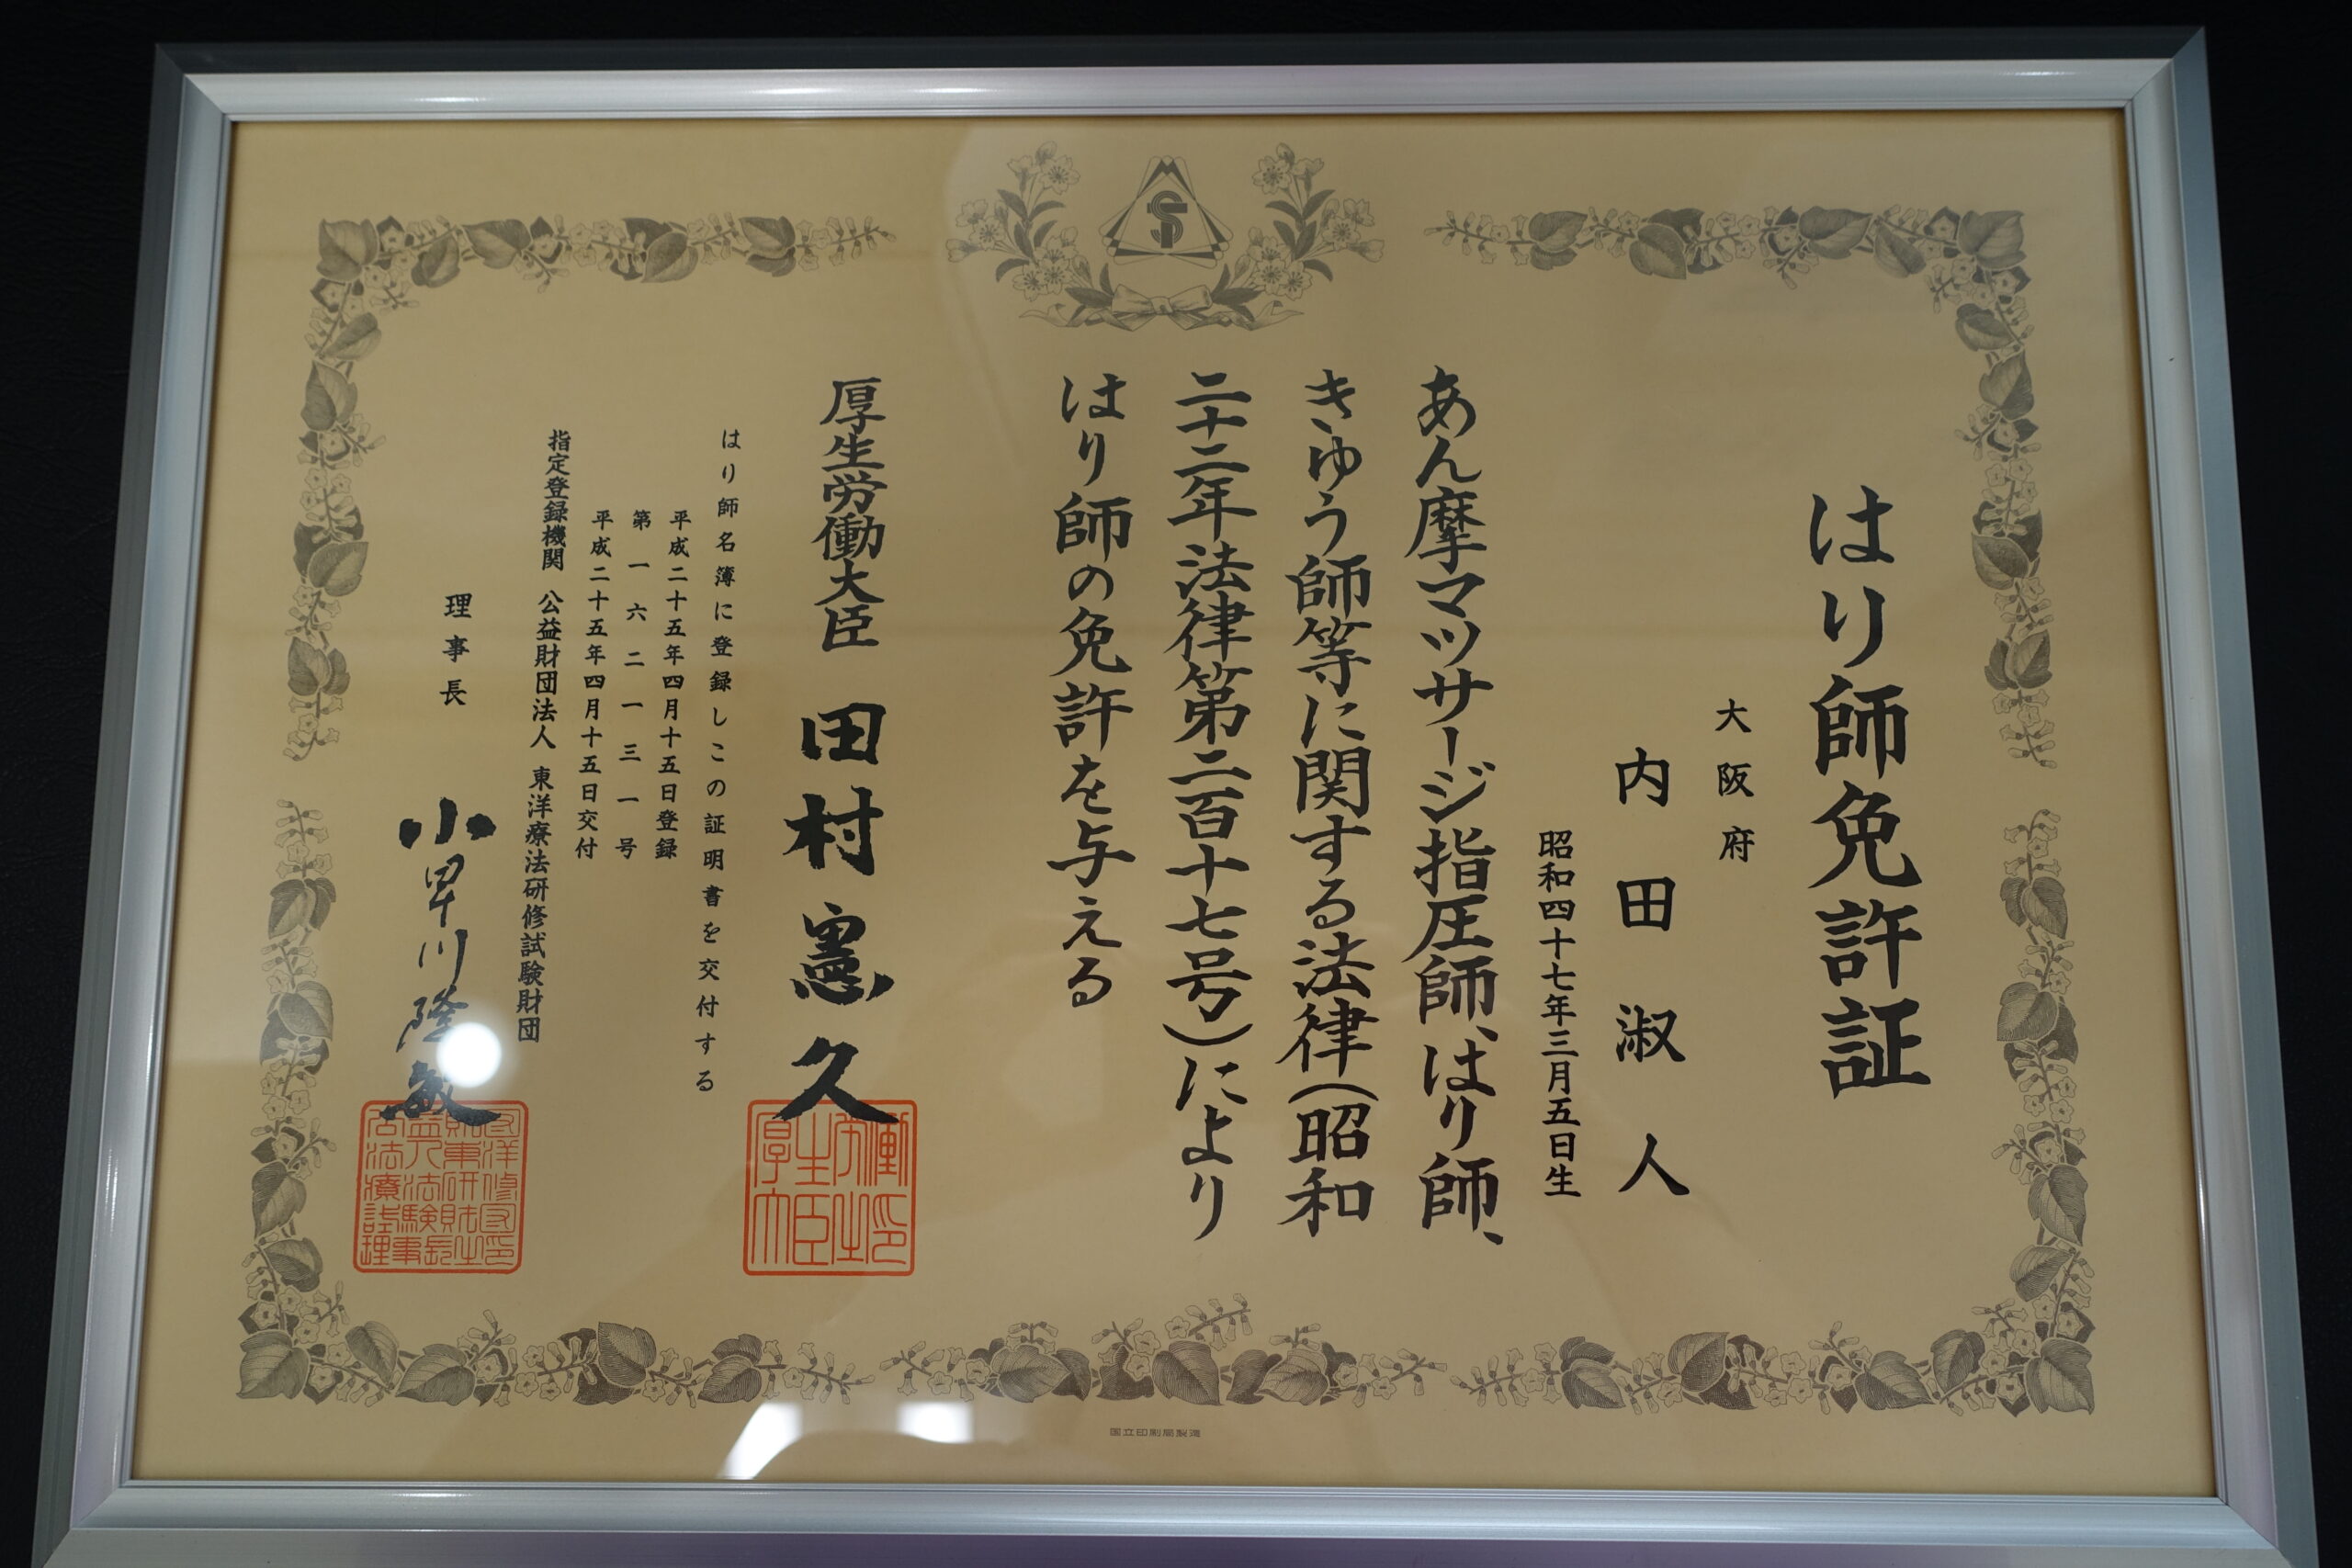 はり師免許証
大阪府
内田淑人
昭和四十七年三月五日生
あん摩マツサージ指圧師、はり師、
きゆう師等に関する法律（昭和
二十二年法律第二百十七号）により
はり師の免許を与える
厚生労働大臣 田村憲久
はり師名簿に登録しこの証明書を交付する
平成二十五年四月十五日登録
第一六二一三一号
平成二十五年四月十五日交付
指定登録機関 公益財団法人 東洋療法研修試験財団
理事長 小早川隆敏
国立印刷局製造